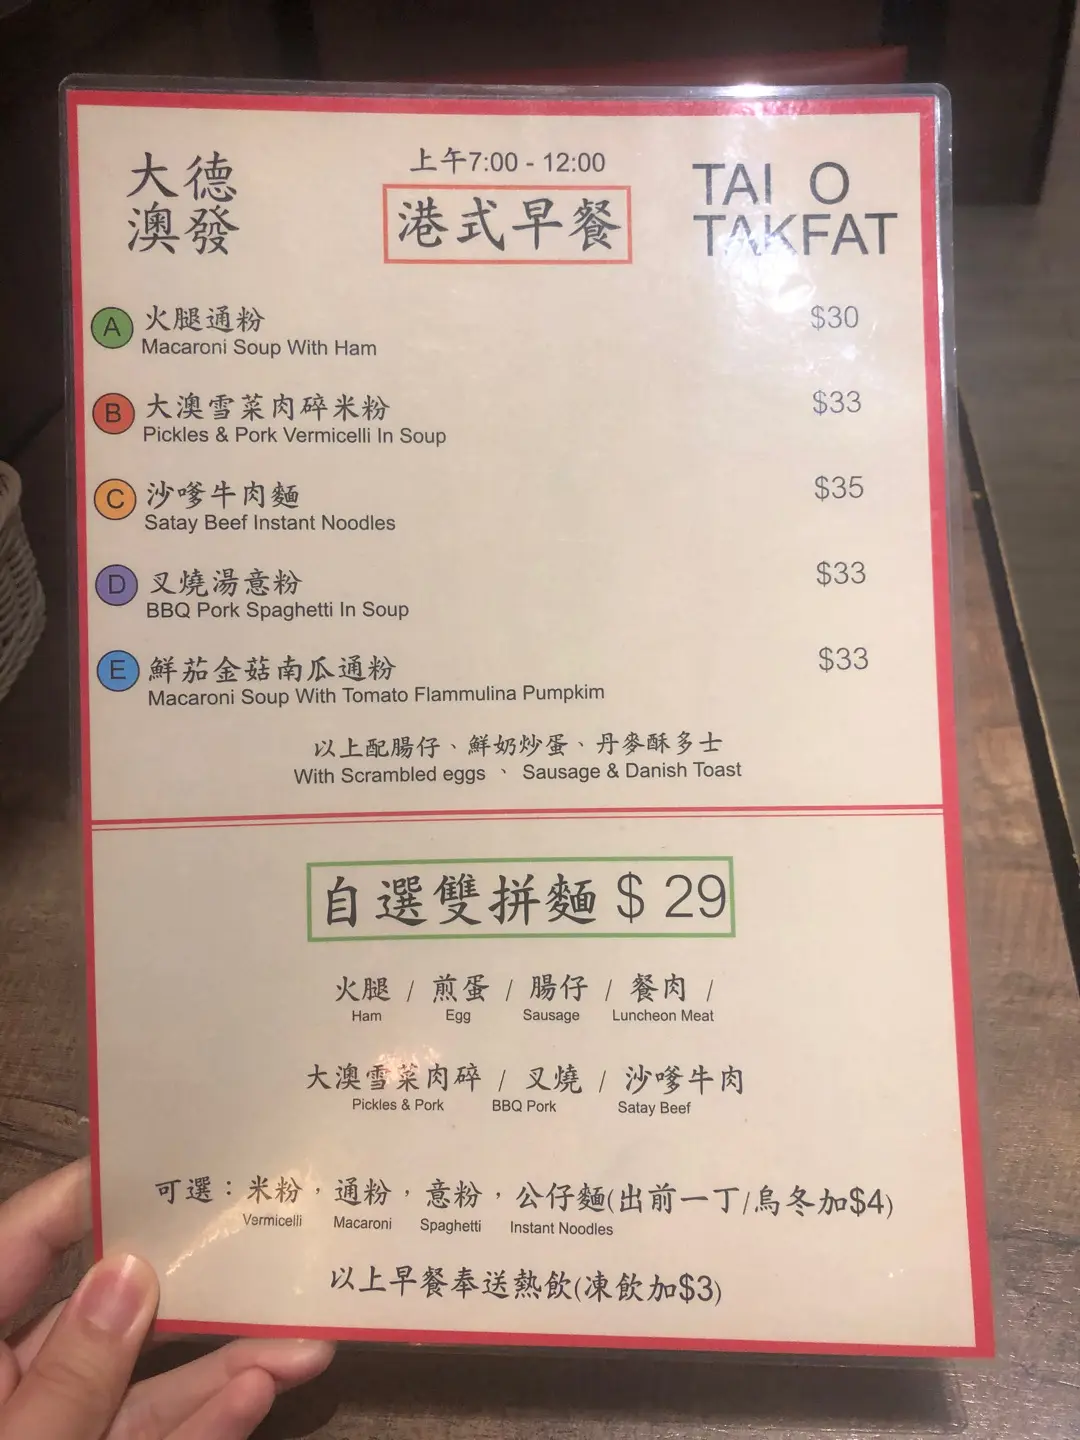 大德
澳發
上午7:00 - 12:00
港式早餐
TAI O
TAKFAT
A 火腿通粉 $30
Macaroni Soup With Ham
B 大澳雪菜肉碎米粉 $33
Pickles & Pork Vermicelli In Soup
C 沙嗲牛肉麵 $35
Satay Beef Instant Noodles
D 叉燒湯意粉 $33
BBQ Pork Spaghetti In Soup
E 鮮茄金菇南瓜通粉 $33
Macaroni Soup With Tomato Flammulina Pumpkim
以上配腸仔、鮮奶炒蛋、丹麥酥多士
With Scrambled eggs 、 Sausage & Danish Toast
自選雙拼麵 $ 29
火腿 / 煎蛋 / 腸仔 / 餐肉 /
Ham Egg Sausage Luncheon Meat
大澳雪菜肉碎 / 叉燒 / 沙嗲牛肉
Pickles & Pork BBQ Pork Satay Beef
可選：米粉，通粉，意粉，公仔麵(出前一丁/烏冬加$4)
Vermicelli Macaroni Spaghetti Instant Noodles
以上早餐奉送熱飲(凍飲加$3)